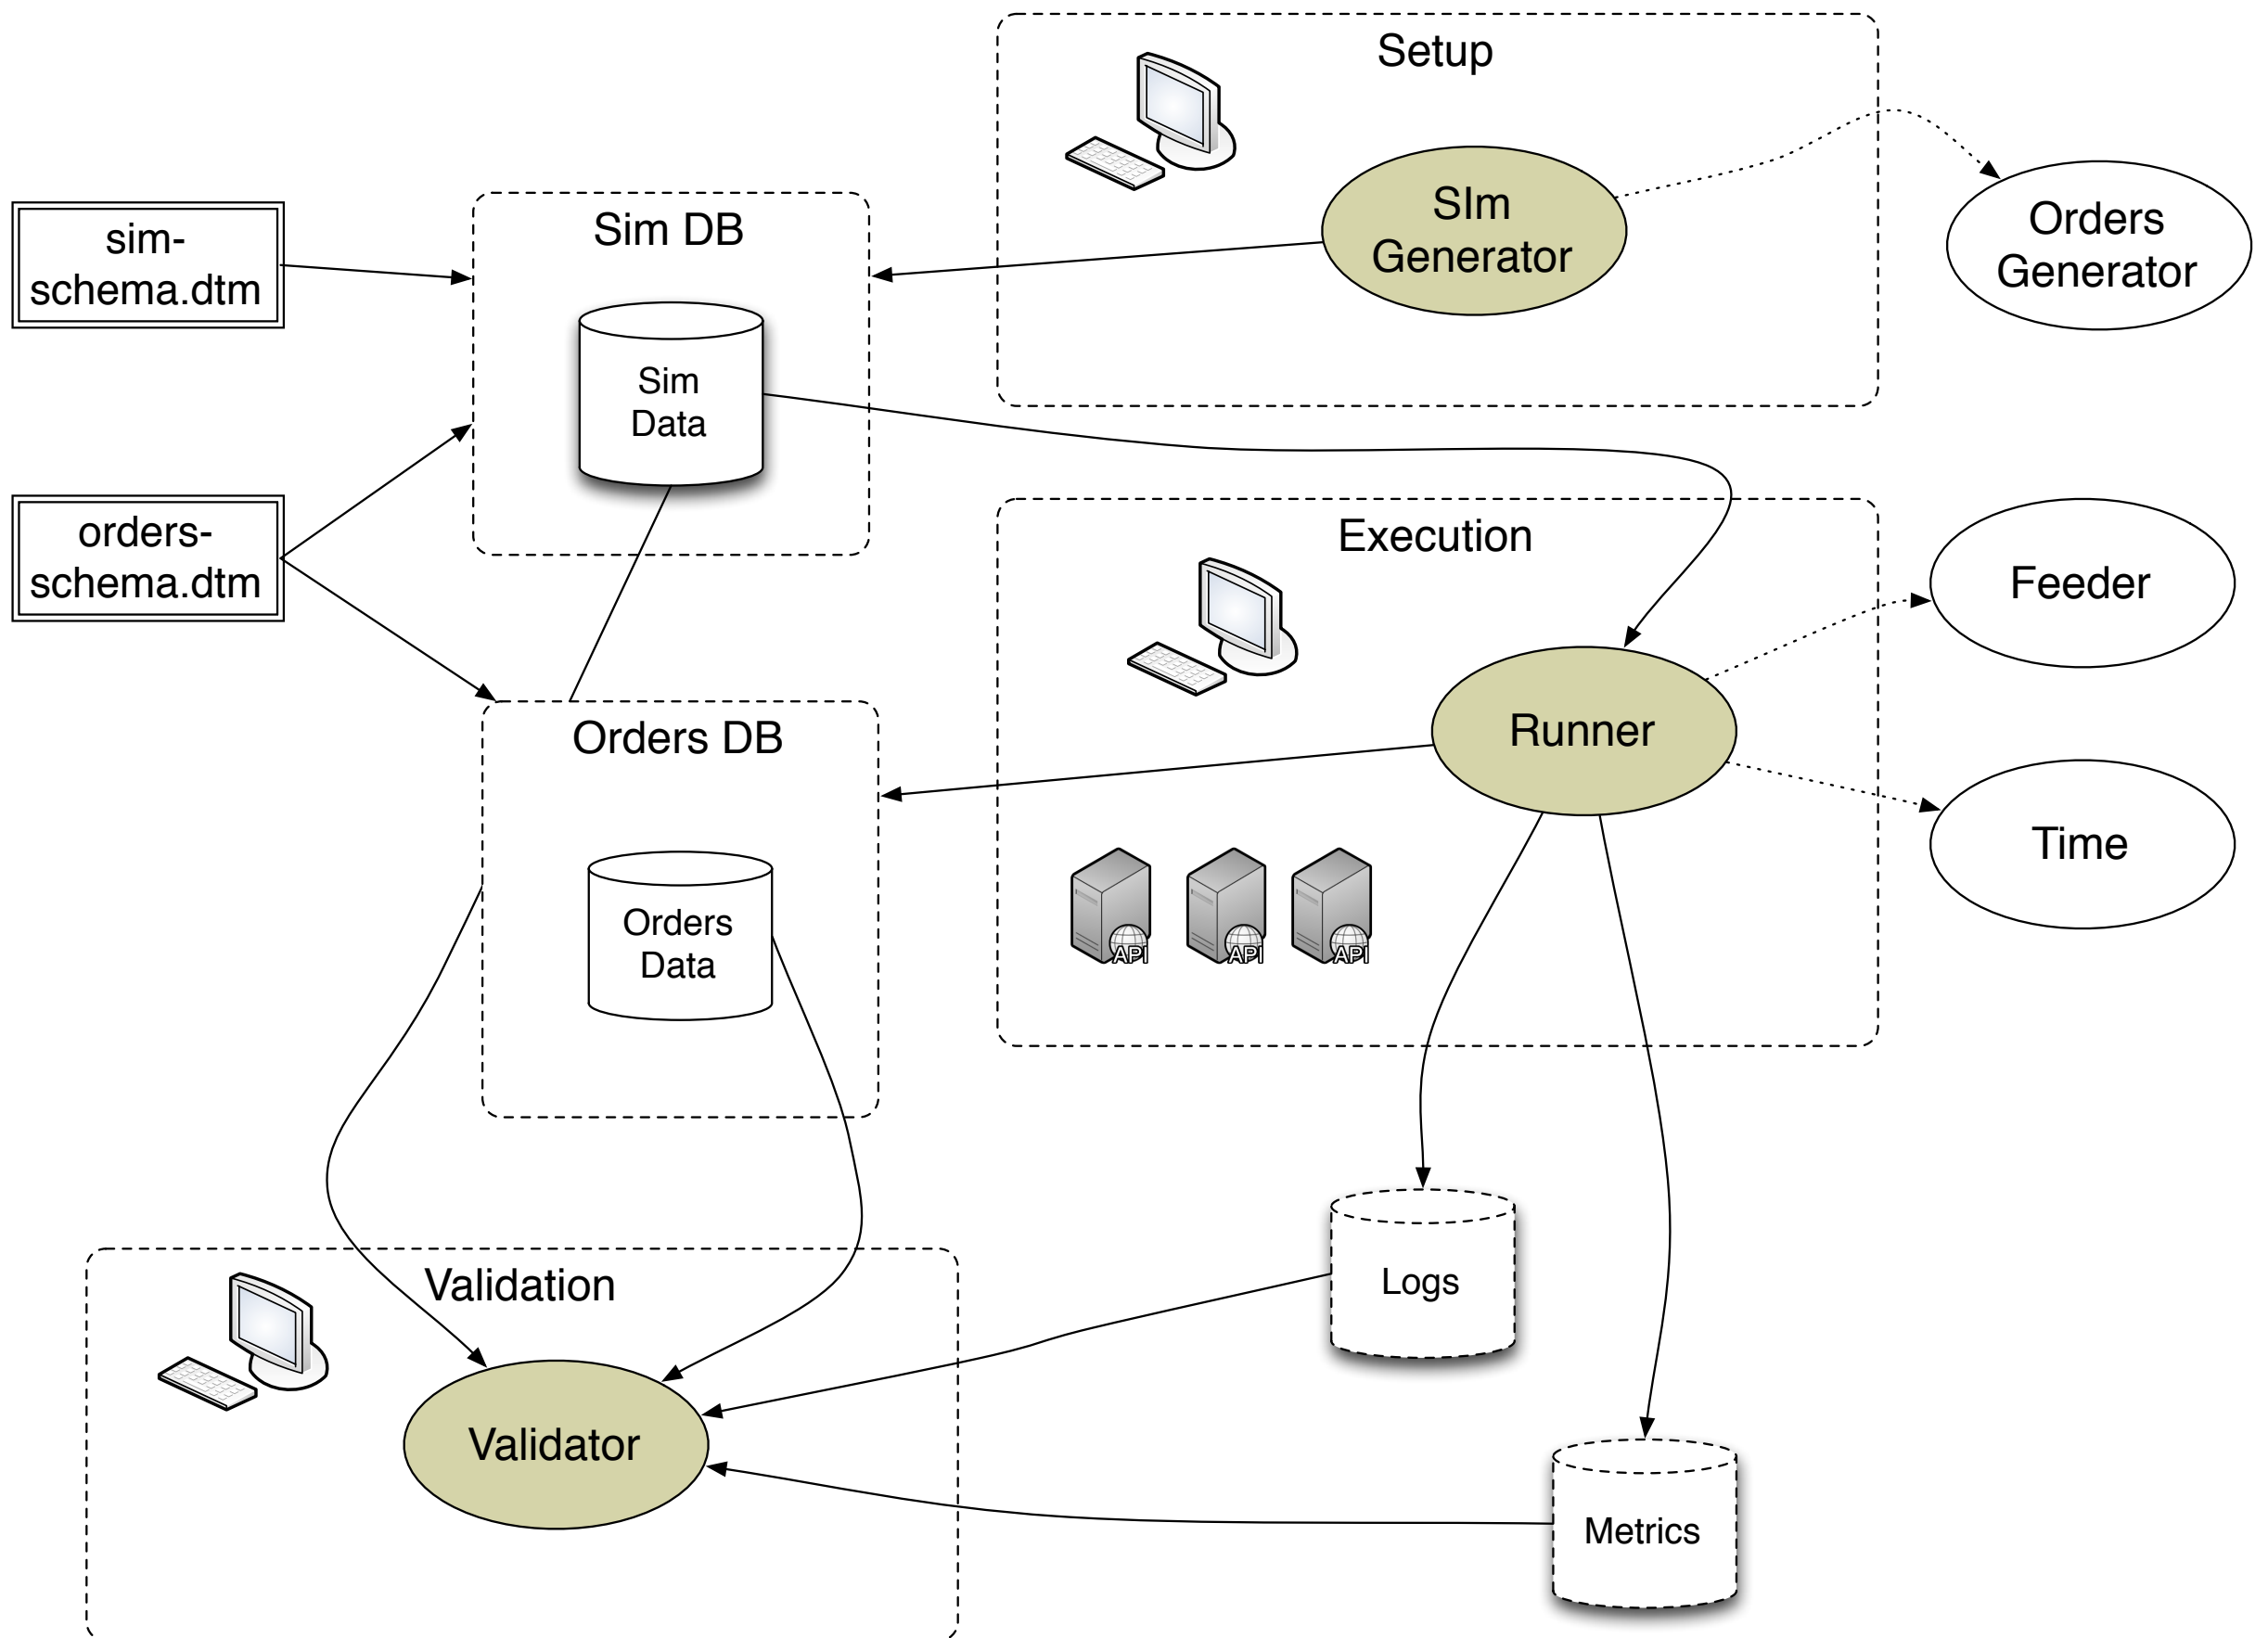 Setup
SIm
Generator
Orders
Generator
sim-
schema.dtm
Sim DB
Sim
Data
orders-
schema.dtm
Execution
Feeder
Runner
Time
Orders DB
Orders
Data
API
API
API
Validation
Logs
Validator
Metrics